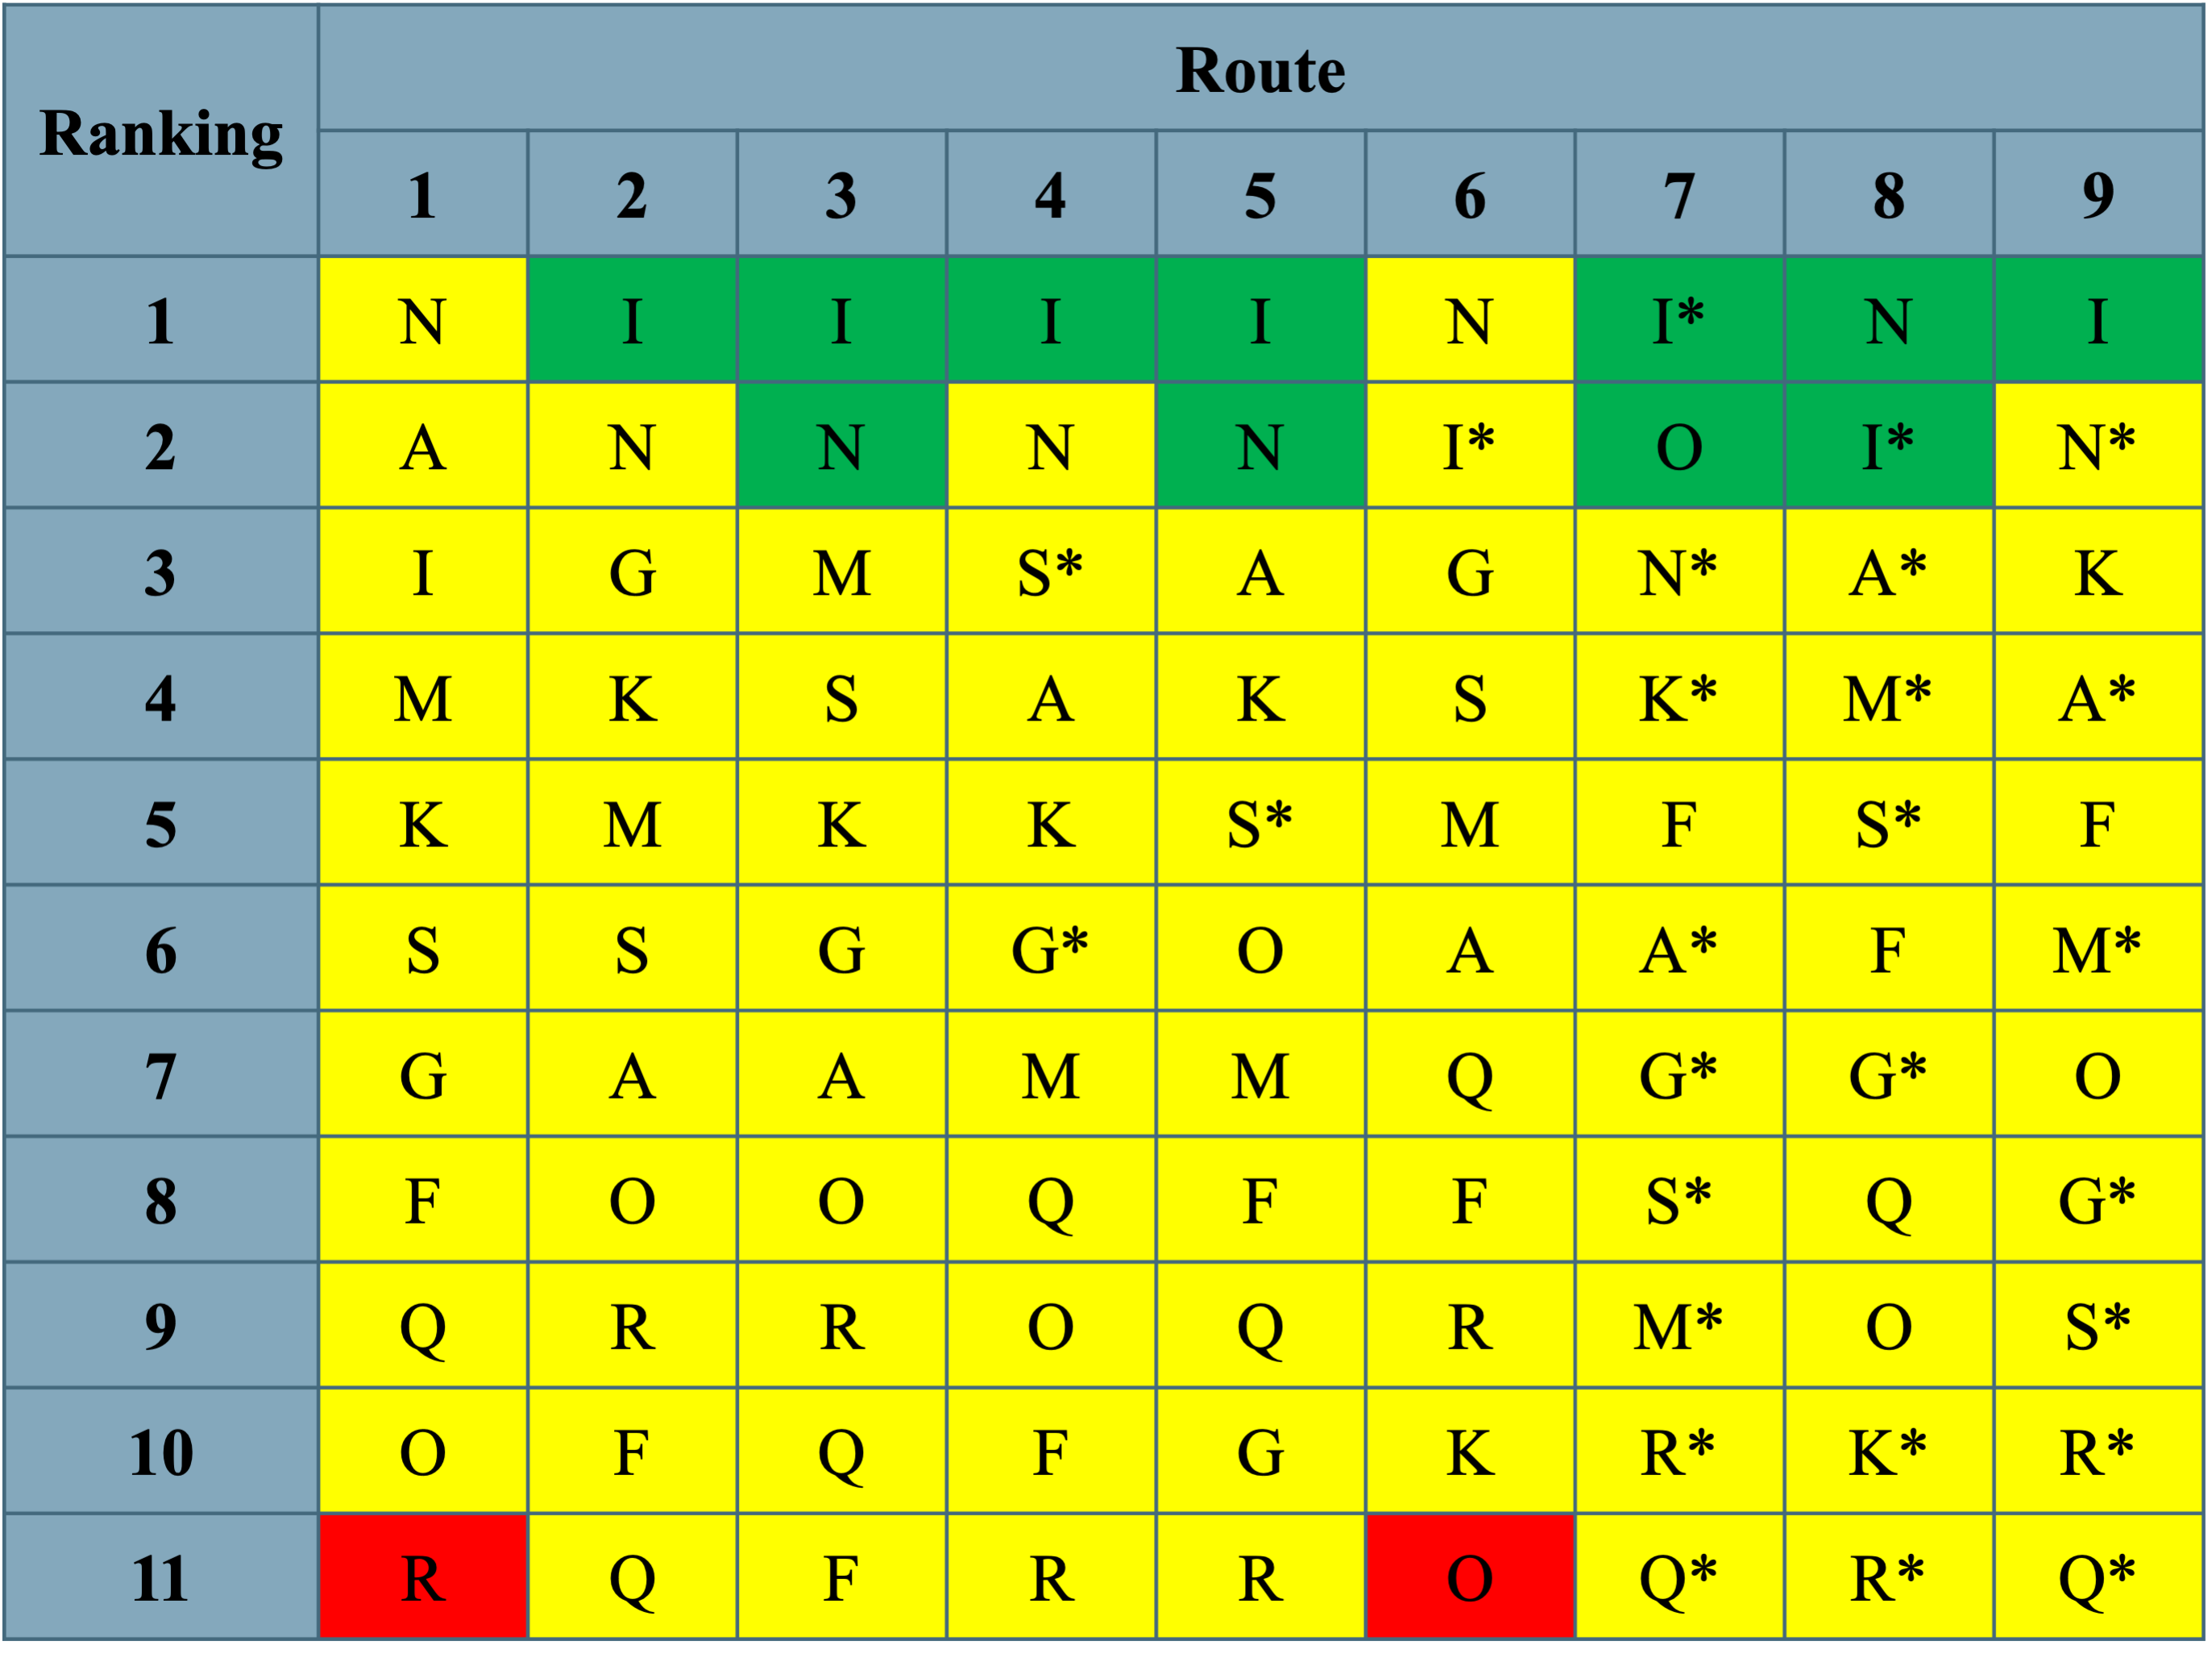 Route
Ranking
1 2 3 4 5 6 7 8 9
1 N I I I I N I* N I
2 A N N N N I* O I* N*
3 I G M S* A G N* A* K
4 M K S A K S K* M* A*
5 K M K K S* M F S* F
6 S S G G* O A A* F M*
7 G A A M M Q G* G* O
8 F O O Q F F S* Q G*
9 Q R R O Q R M* O S*
10 O F Q F G K R* K* R*
11 R Q F R R O Q* R* Q*